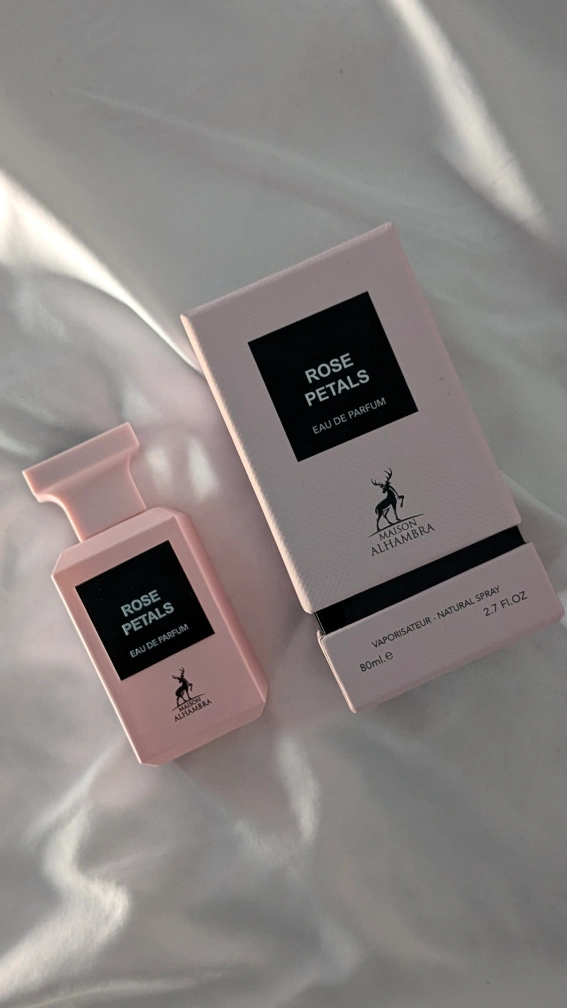 ROSE
PETALS
EAU DE PARFUM
MAISON
ALHAMBRA
VAPORISATEUR - NATURAL SPRAY
80ml.e 2.7 Fl.OZ
ROSE
PETALS
EAU DE PARFUM
MAISON
ALHAMBRA